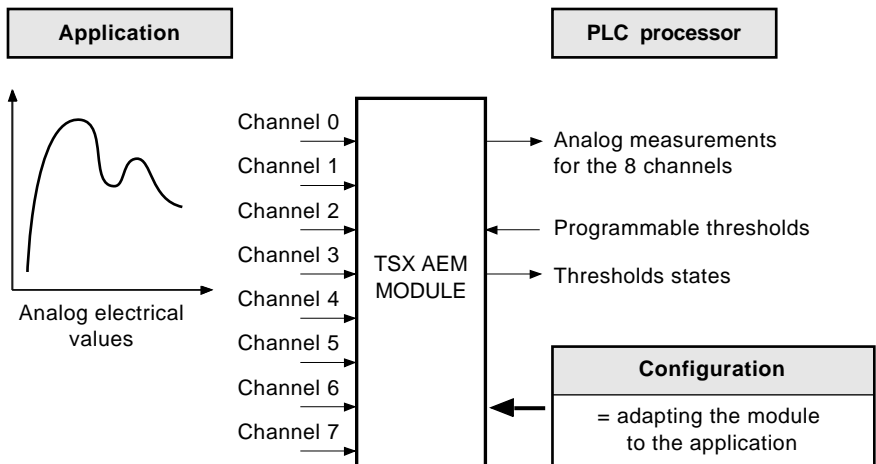 Application
PLC processor
Channel 0
Channel 1
Channel 2
Channel 3
Channel 4
Channel 5
Channel 6
Channel 7
Analog electrical
values
TSX AEM
MODULE
Analog measurements
for the 8 channels
Programmable thresholds
Thresholds states
Configuration
= adapting the module
to the application